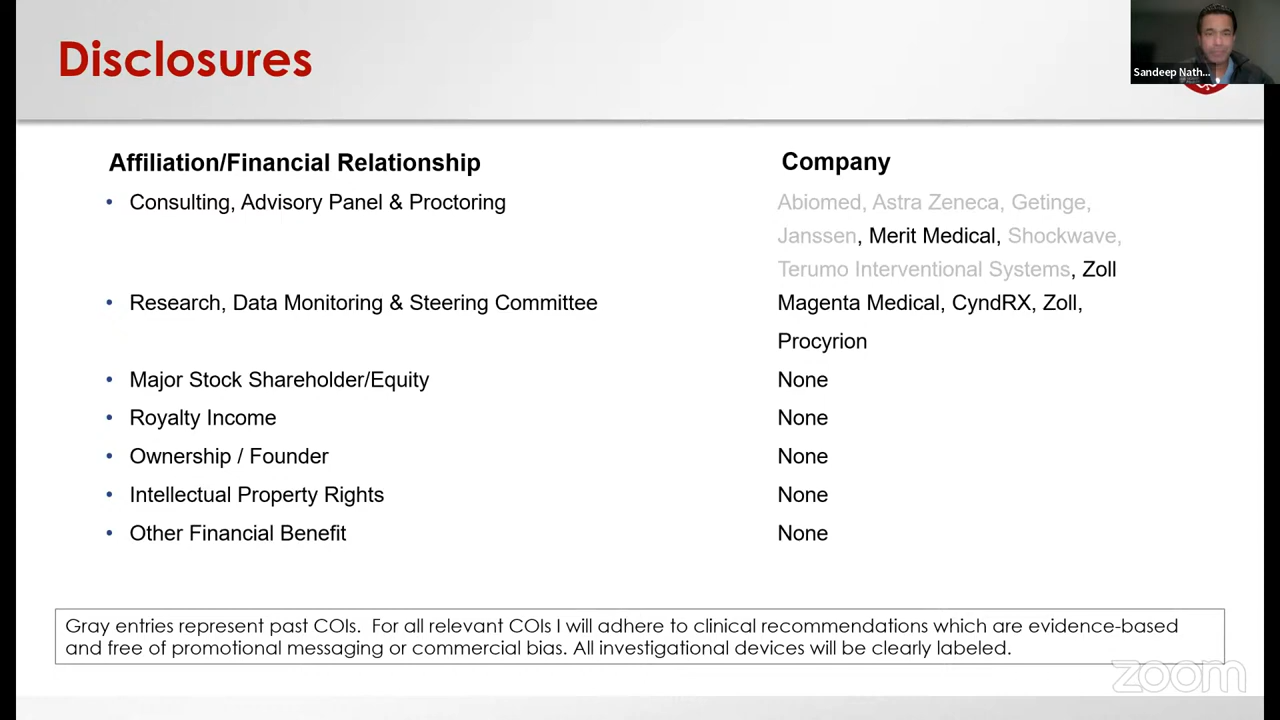 Disclosures
Sandeep Nath...
Affiliation/Financial Relationship
Company
• Consulting, Advisory Panel & Proctoring
Abiomed, Astra Zeneca, Getinge,
Janssen, Merit Medical, Shockwave,
Terumo Interventional Systems, Zoll
• Research, Data Monitoring & Steering Committee
Magenta Medical, CyndRX, Zoll,
Procyrion
• Major Stock Shareholder/Equity
None
• Royalty Income
None
• Ownership / Founder
None
• Intellectual Property Rights
None
• Other Financial Benefit
None
Gray entries represent past COIs.  For all relevant COIs I will adhere to clinical recommendations which are evidence-based
and free of promotional messaging or commercial bias. All investigational devices will be clearly labeled.
zoom